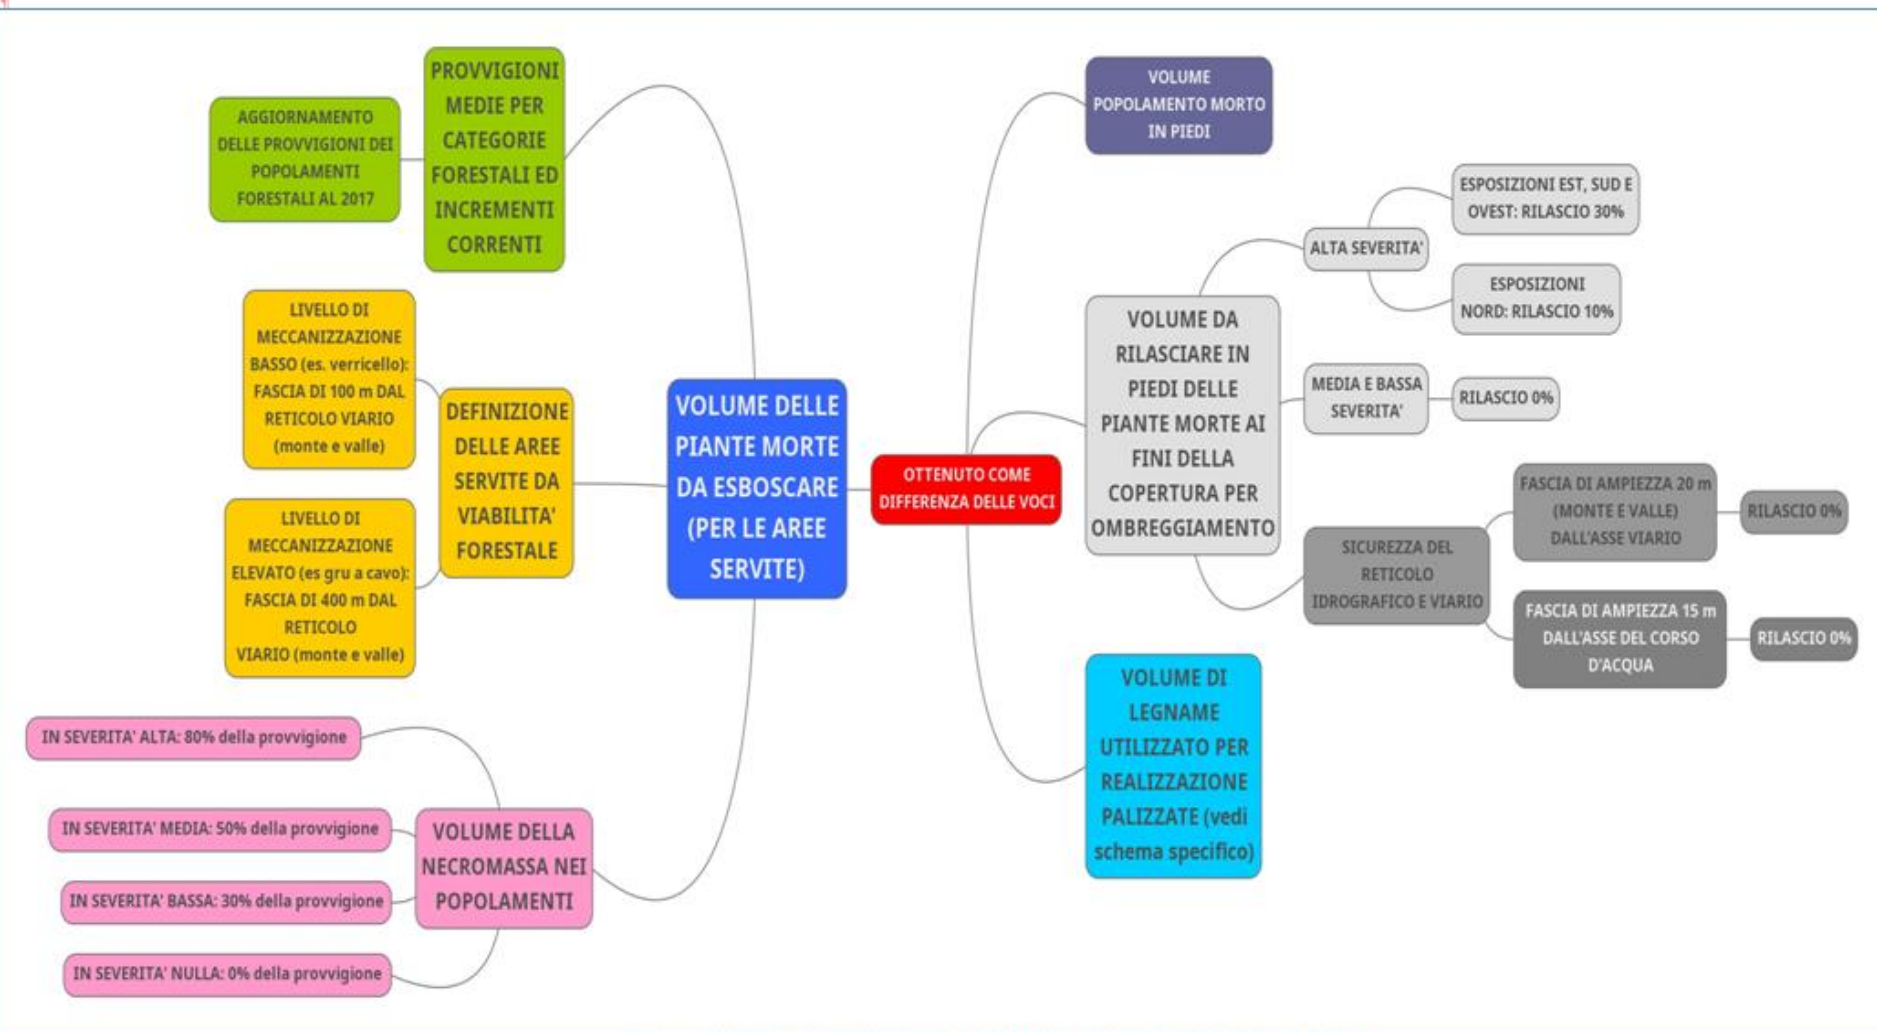 PROVVIGIONI
MEDIE PER
CATEGORIE
FORESTALI ED
INCREMENTI
CORRENTI
AGGIORNAMENTO
DELLE PROVVIGIONI DEI
POPOLAMENTI
FORESTALI AL 2017
LIVELLO DI
MECCANIZZAZIONE
BASSO (es. verricello):
FASCIA DI 100 m DAL
RETICOLO VIARIO
(monte e valle)
DEFINIZIONE
DELLE AREE
SERVITE DA
VIABILITA'
FORESTALE
LIVELLO DI
MECCANIZZAZIONE
ELEVATO (es gru a cavo):
FASCIA DI 400 m DAL
RETICOLO
VIARIO (monte e valle)
IN SEVERITA' ALTA: 80% della provvigione
IN SEVERITA' MEDIA: 50% della provvigione
IN SEVERITA' BASSA: 30% della provvigione
IN SEVERITA' NULLA: 0% della provvigione
VOLUME DELLA
NECROMASSA NEI
POPOLAMENTI
VOLUME DELLE
PIANTE MORTE
DA ESBOSCARE
(PER LE AREE
SERVITE)
OTTENUTO COME
DIFFERENZA DELLE VOCI
VOLUME
POPOLAMENTO MORTO
IN PIEDI
VOLUME DA
RILASCIARE IN
PIEDI DELLE
PIANTE MORTE AI
FINI DELLA
COPERTURA PER
OMBREGGIAMENTO
ALTA SEVERITA'
ESPOSIZIONI EST, SUD E
OVEST: RILASCIO 30%
ESPOSIZIONI
NORD: RILASCIO 10%
MEDIA E BASSA
SEVERITA'
RILASCIO 0%
SICUREZZA DEL
RETICOLO
IDROGRAFICO E VIARIO
FASCIA DI AMPIEZZA 20 m
(MONTE E VALLE)
DALL'ASSE VIARIO
RILASCIO 0%
FASCIA DI AMPIEZZA 15 m
DALL'ASSE DEL CORSO
D'ACQUA
RILASCIO 0%
VOLUME DI
LEGNAME
UTILIZZATO PER
REALIZZAZIONE
PALIZZATE (vedi
schema specifico)